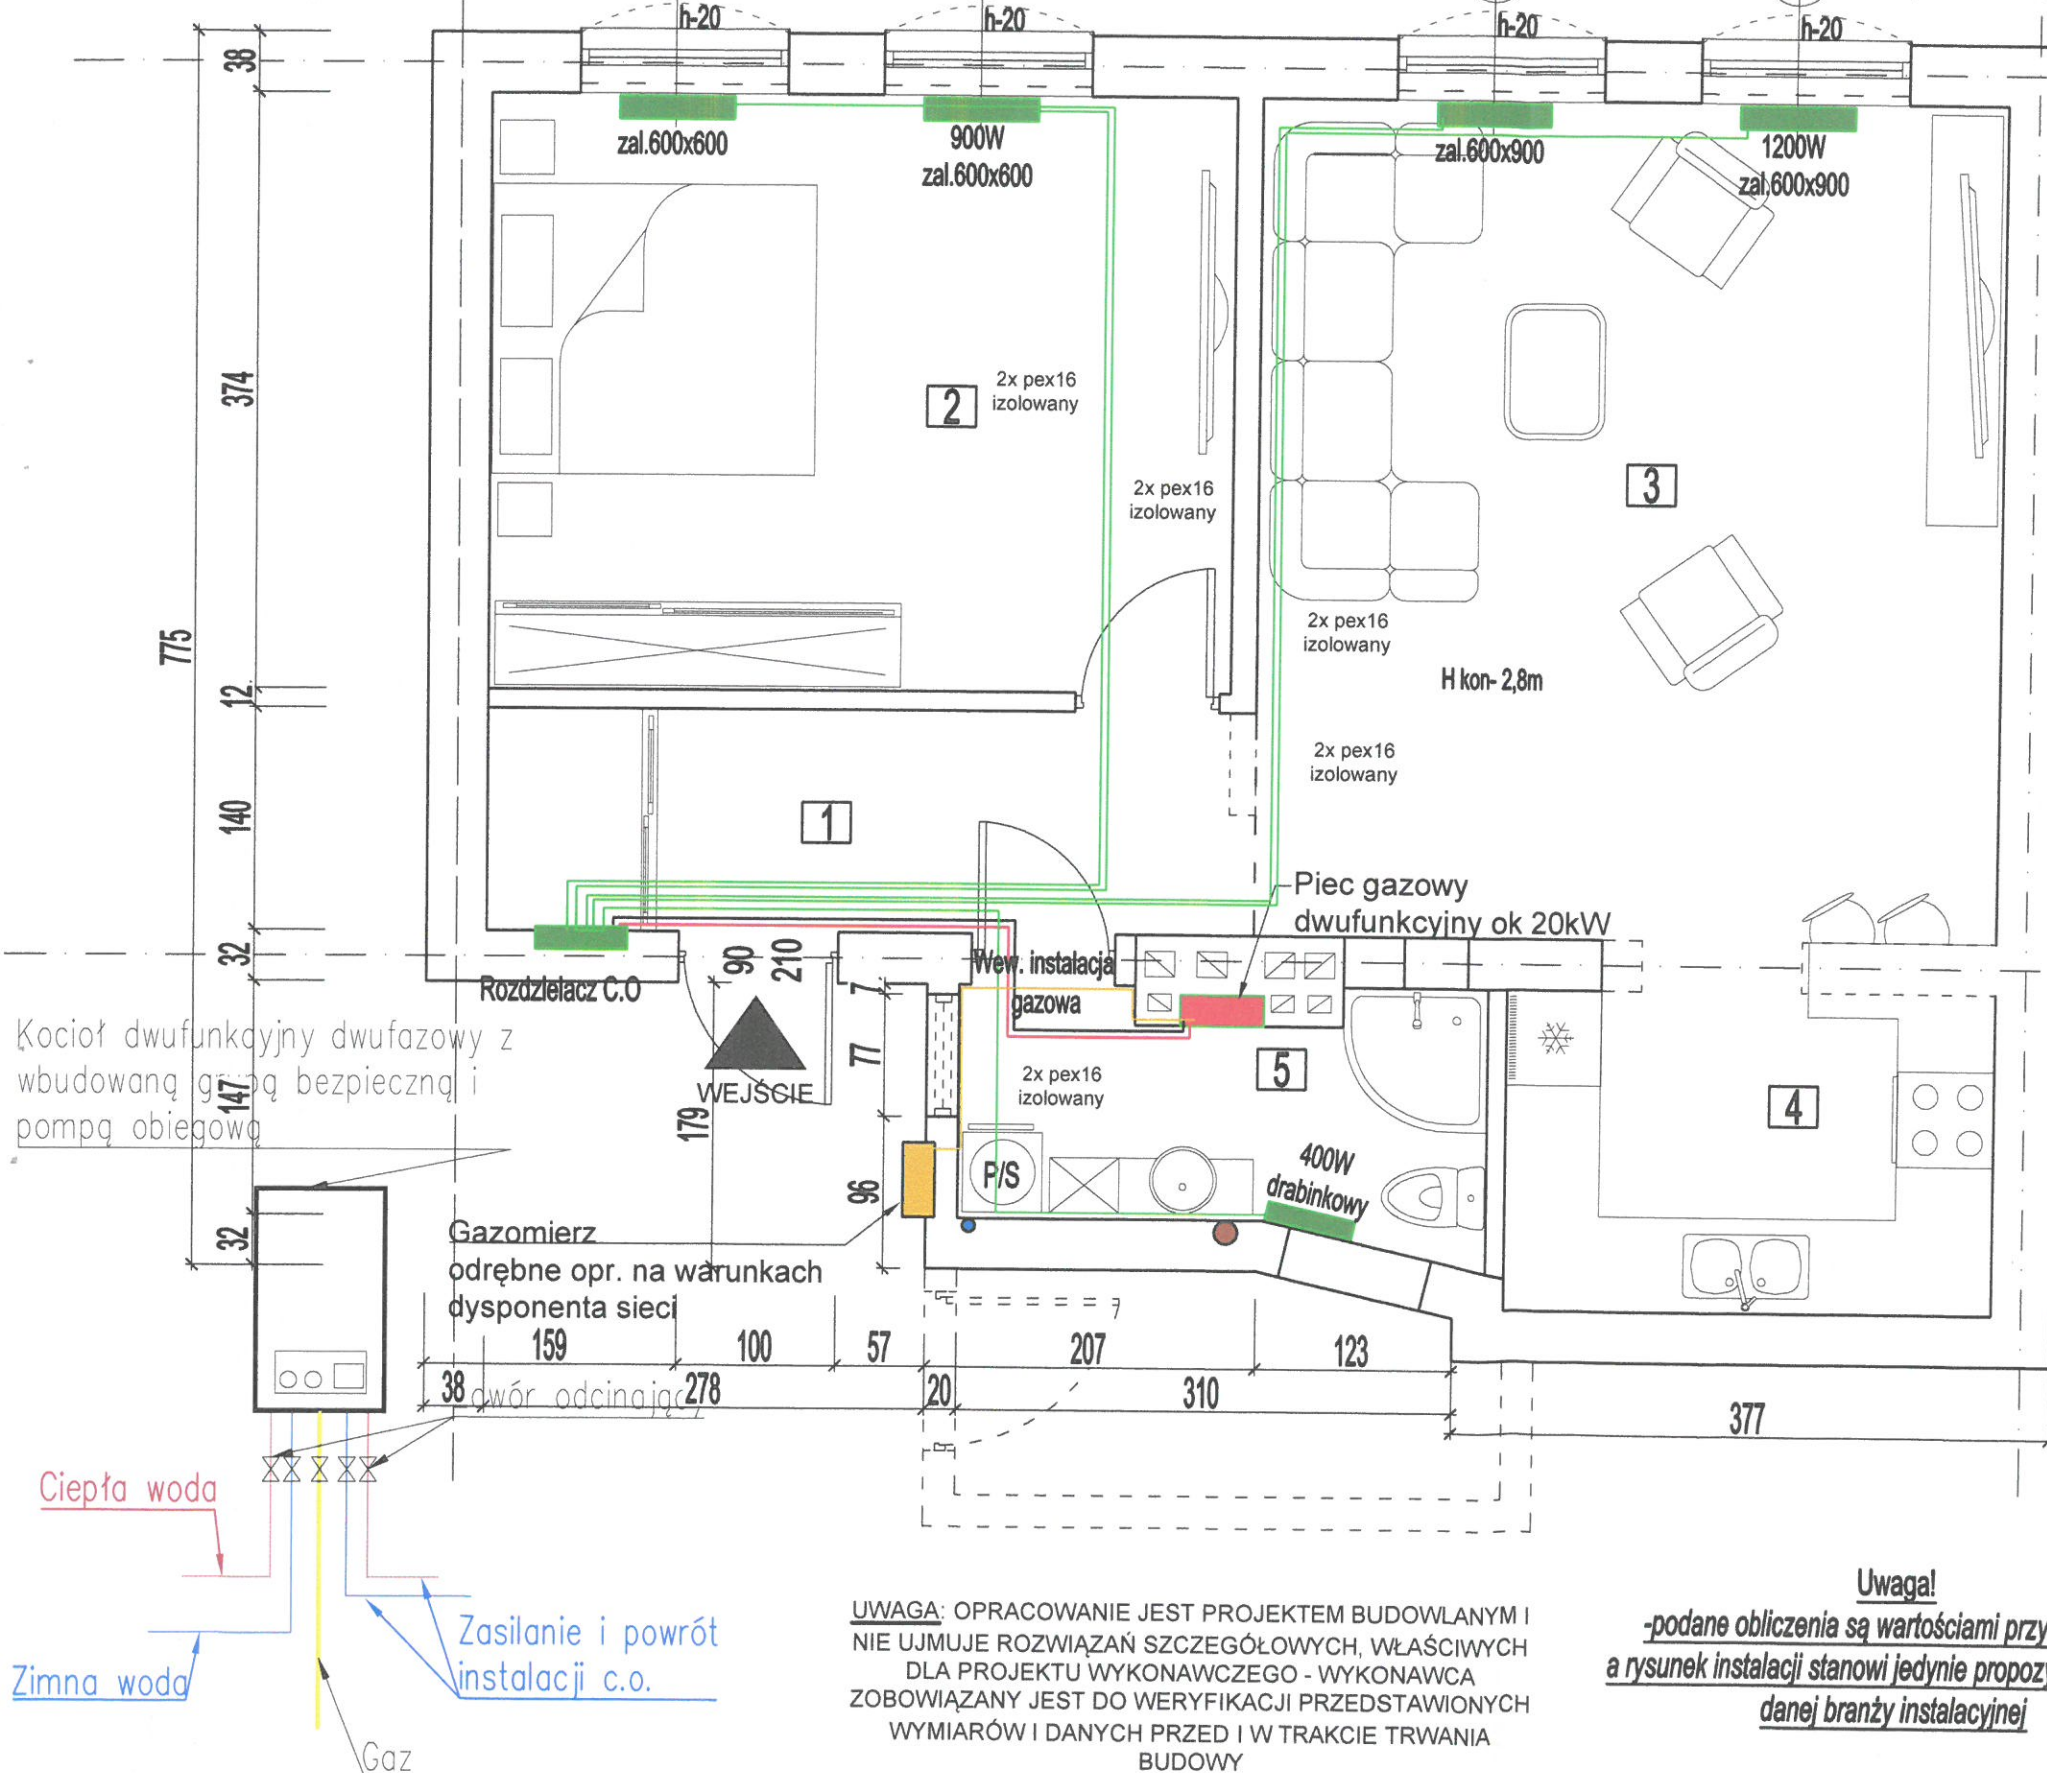 h-20
h-20
h-20
h-20
38
zal.600x600
900W
zal.600x600
zal.600x900
1200W
zal.600x900
374
2
2x pex16
izolowany
2x pex16
izolowany
3
775
2x pex16
izolowany
H kon- 2,8m
12
2x pex16
izolowany
140
1
Piec gazowy
dwufunkcyjny ok 20kW
32
90
210
Wew. instalacja
gazowa
Rozdzielacz C.O
7
77
Kocioł dwufunkcyjny dwufazowy z
wbudowaną grupą bezpieczną i
pompą obiegową
147
WEJŚCIE
179
2x pex16
izolowany
5
4
400W
drabinkowy
P/S
96
32
Gazomierz
odrębne opr. na warunkach
dysponenta sieci
159
100
57
207
123
38
278
20
310
377
odcinając
Ciepła woda
Zasilanie i powrót
instalacji c.o.
Zimna woda
Gaz
UWAGA: OPRACOWANIE JEST PROJEKTEM BUDOWLANYM I
NIE UJMUJE ROZWIĄZAŃ SZCZEGÓŁOWYCH, WŁAŚCIWYCH
DLA PROJEKTU WYKONAWCZEGO - WYKONAWCA
ZOBOWIĄZANY JEST DO WERYFIKACJI PRZEDSTAWIONYCH
WYMIARÓW I DANYCH PRZED I W TRAKCIE TRWANIA
BUDOWY
Uwaga!
-podane obliczenia są wartościami przy
a rysunek instalacji stanowi jedynie propozy
danej branży instalacyjnej